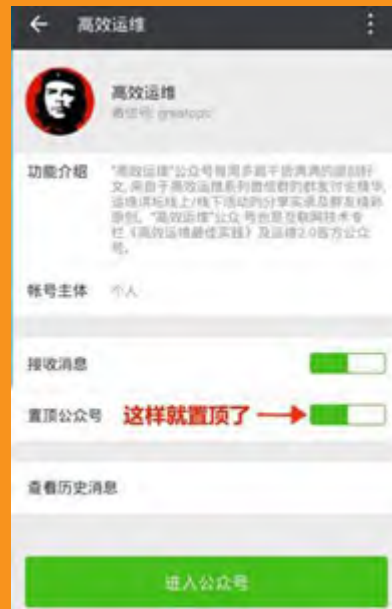 高效运维
高效运维
微信号: greatops
功能介绍
"高效运维"公众号每周多篇干货满满的原创好
文,来自于高效运维系列微信群的群友讨论精华,
运维讲坛线上/线下活动的分享实录及群友精彩
原创。"高效运维"公众 号也是互联网技术专
栏《高效运维最佳实践》及运维2.0官方公众
号。
帐号主体 个人
接收消息
置顶公众号 这样就置顶了
查看历史消息
进入公众号